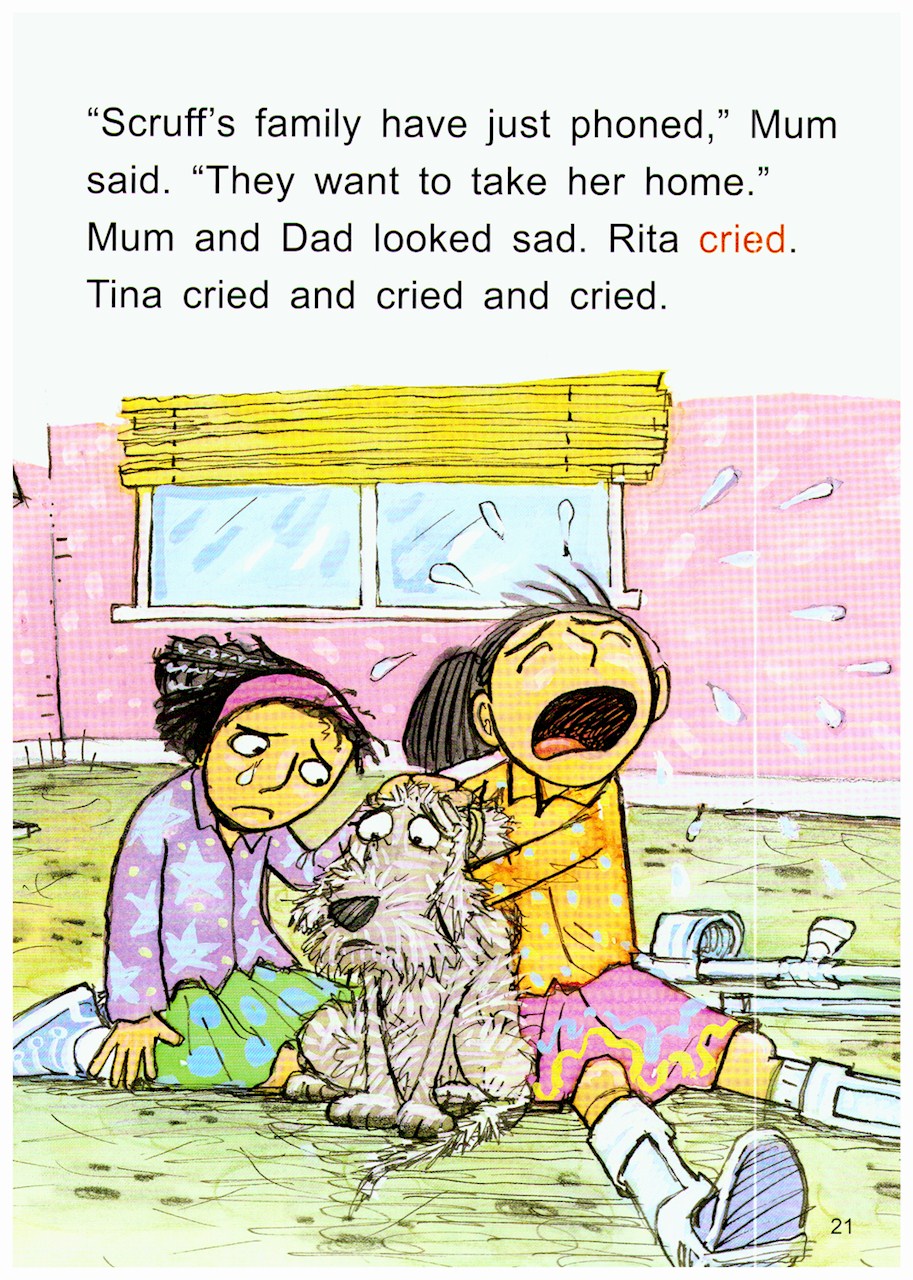 “Scruff’s family have just phoned,” Mum
said. “They want to take her home.”
Mum and Dad looked sad. Rita cried.
Tina cried and cried and cried.
21